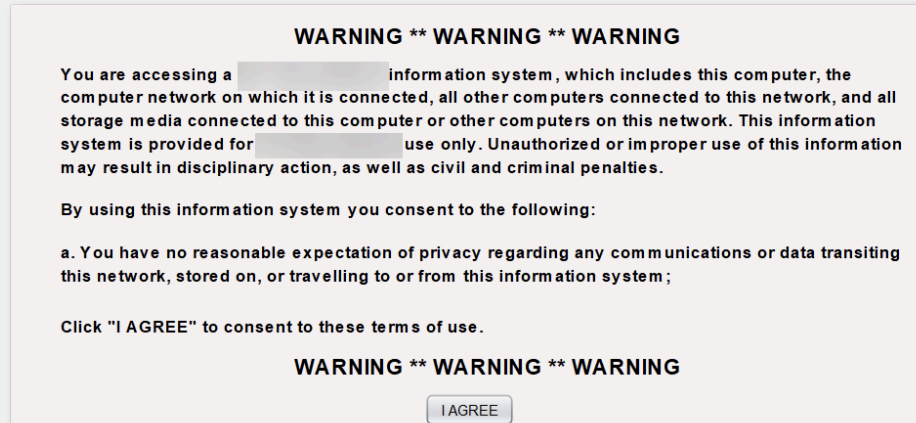 WARNING ** WARNING ** WARNING
You are accessing a information system, which includes this computer, the
computer network on which it is connected, all other computers connected to this network, and all
storage media connected to this computer or other computers on this network. This information
system is provided for use only. Unauthorized or improper use of this information
may result in disciplinary action, as well as civil and criminal penalties.
By using this information system you consent to the following:
a. You have no reasonable expectation of privacy regarding any communications or data transiting
this network, stored on, or travelling to or from this information system;
Click "I AGREE" to consent to these terms of use.
WARNING ** WARNING ** WARNING
I AGREE